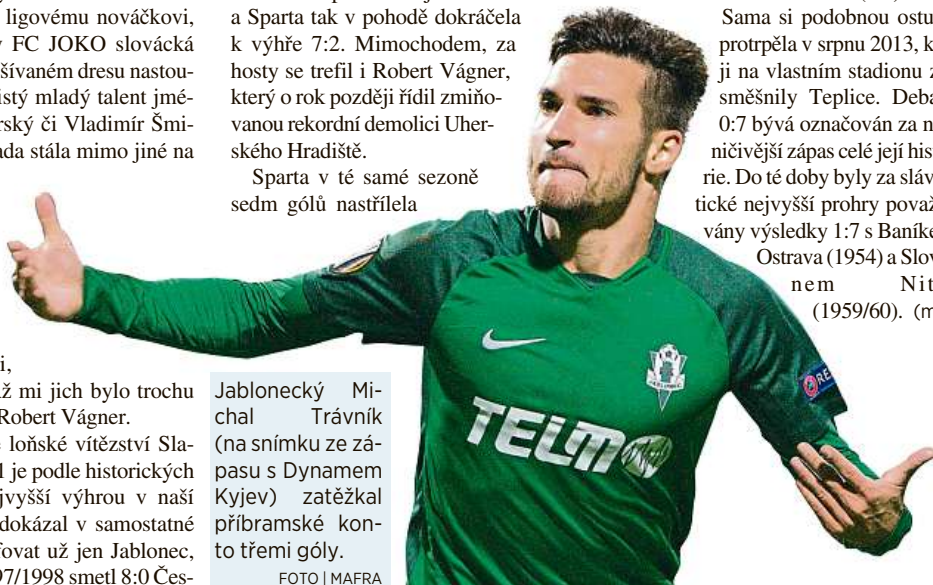 ligovému nováčkovi,
FC JOKO slovácká
šívaném dresu nastou-
istý mladý talent jmé-
rský či Vladimír Šmi-
ada stála mimo jiné na
i,
ž mi jich bylo trochu
Robert Vágner.
loňské vítězství Sla-
je podle historických
jvyšší výhrou v naší
dokázal v samostatné
fovat už jen Jablonec,
97/1998 smetl 8:0 Čes-
a Sparta tak v pohodě dokráčela
k výhře 7:2. Mimochodem, za
hosty se trefil i Robert Vágner,
který o rok později řídil zmiňo-
vanou rekordní demolici Uher-
ského Hradiště.
Sparta v té samé sezoně
sedm gólů nastřílela
Jablonecký Mi-
chal Trávník
(na snímku ze zá-
pasu s Dynamem
Kyjev) zatěžkal
příbramské kon-
to třemi góly.
FOTO | MAFRA
TELMO
RE
Sama si podobnou ostu
protrpěla v srpnu 2013, k
ji na vlastním stadionu z
směšnily Teplice. Deba
0:7 bývá označován za n
ničivější zápas celé její hist
rie. Do té doby byly za sláv
tické nejvyšší prohry považ
vány výsledky 1:7 s Baníke
Ostrava (1954) a Slov
nem Nit
(1959/60). (m